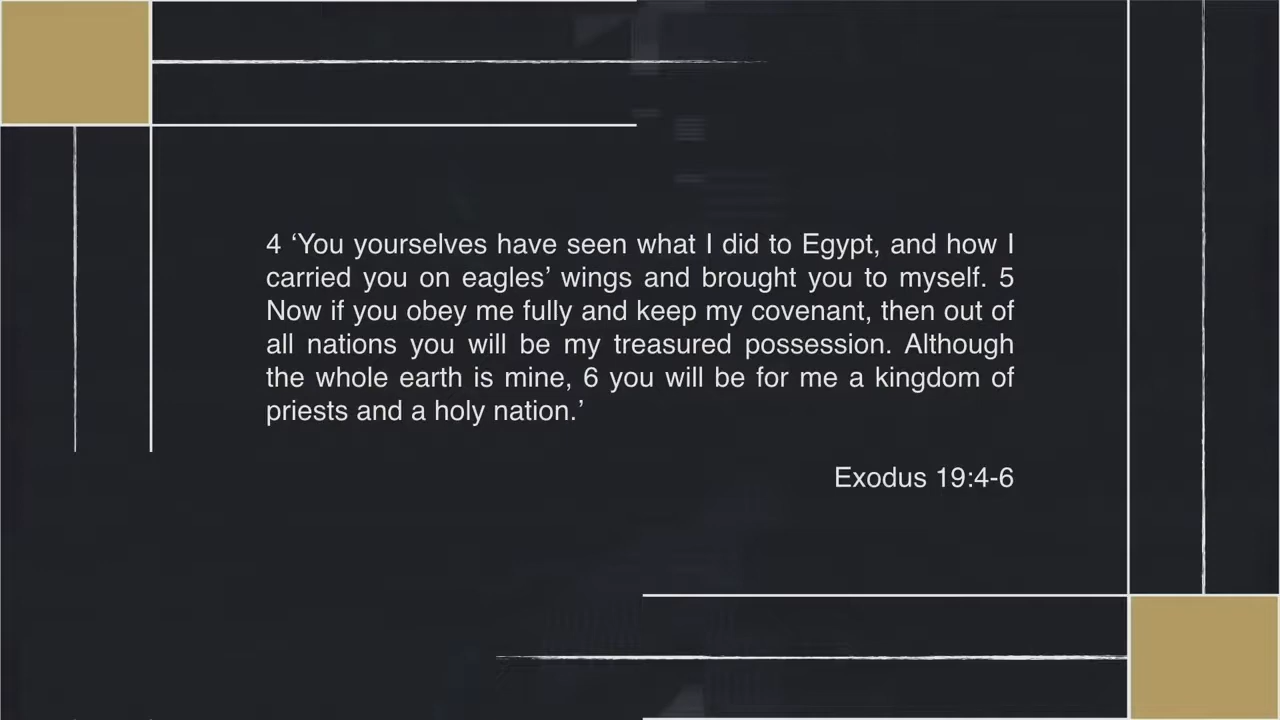 4 ‘You yourselves have seen what I did to Egypt, and how I
carried you on eagles’ wings and brought you to myself. 5
Now if you obey me fully and keep my covenant, then out of
all nations you will be my treasured possession. Although
the whole earth is mine, 6 you will be for me a kingdom of
priests and a holy nation.’
Exodus 19:4-6